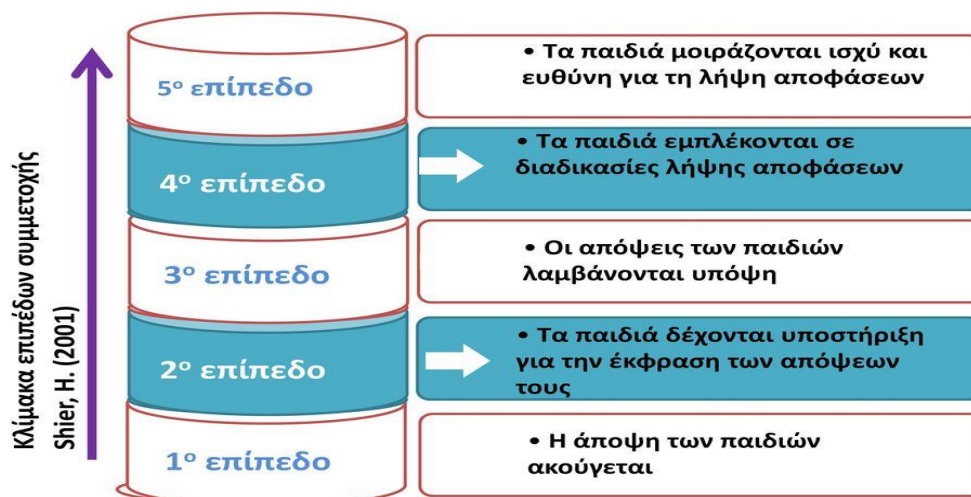 Κλίμακα επιπέδων συμμετοχής
Shier, H. (2001)
5ο επίπεδο
• Τα παιδιά μοιράζονται ισχύ και
ευθύνη για τη λήψη αποφάσεων
4ο επίπεδο
• Τα παιδιά εμπλέκονται σε
διαδικασίες λήψης αποφάσεων
3ο επίπεδο
• Οι απόψεις των παιδιών
λαμβάνονται υπόψη
2ο επίπεδο
• Τα παιδιά δέχονται υποστήριξη
για την έκφραση των απόψεων
τους
1ο επίπεδο
• Η άποψη των παιδιών
ακούγεται